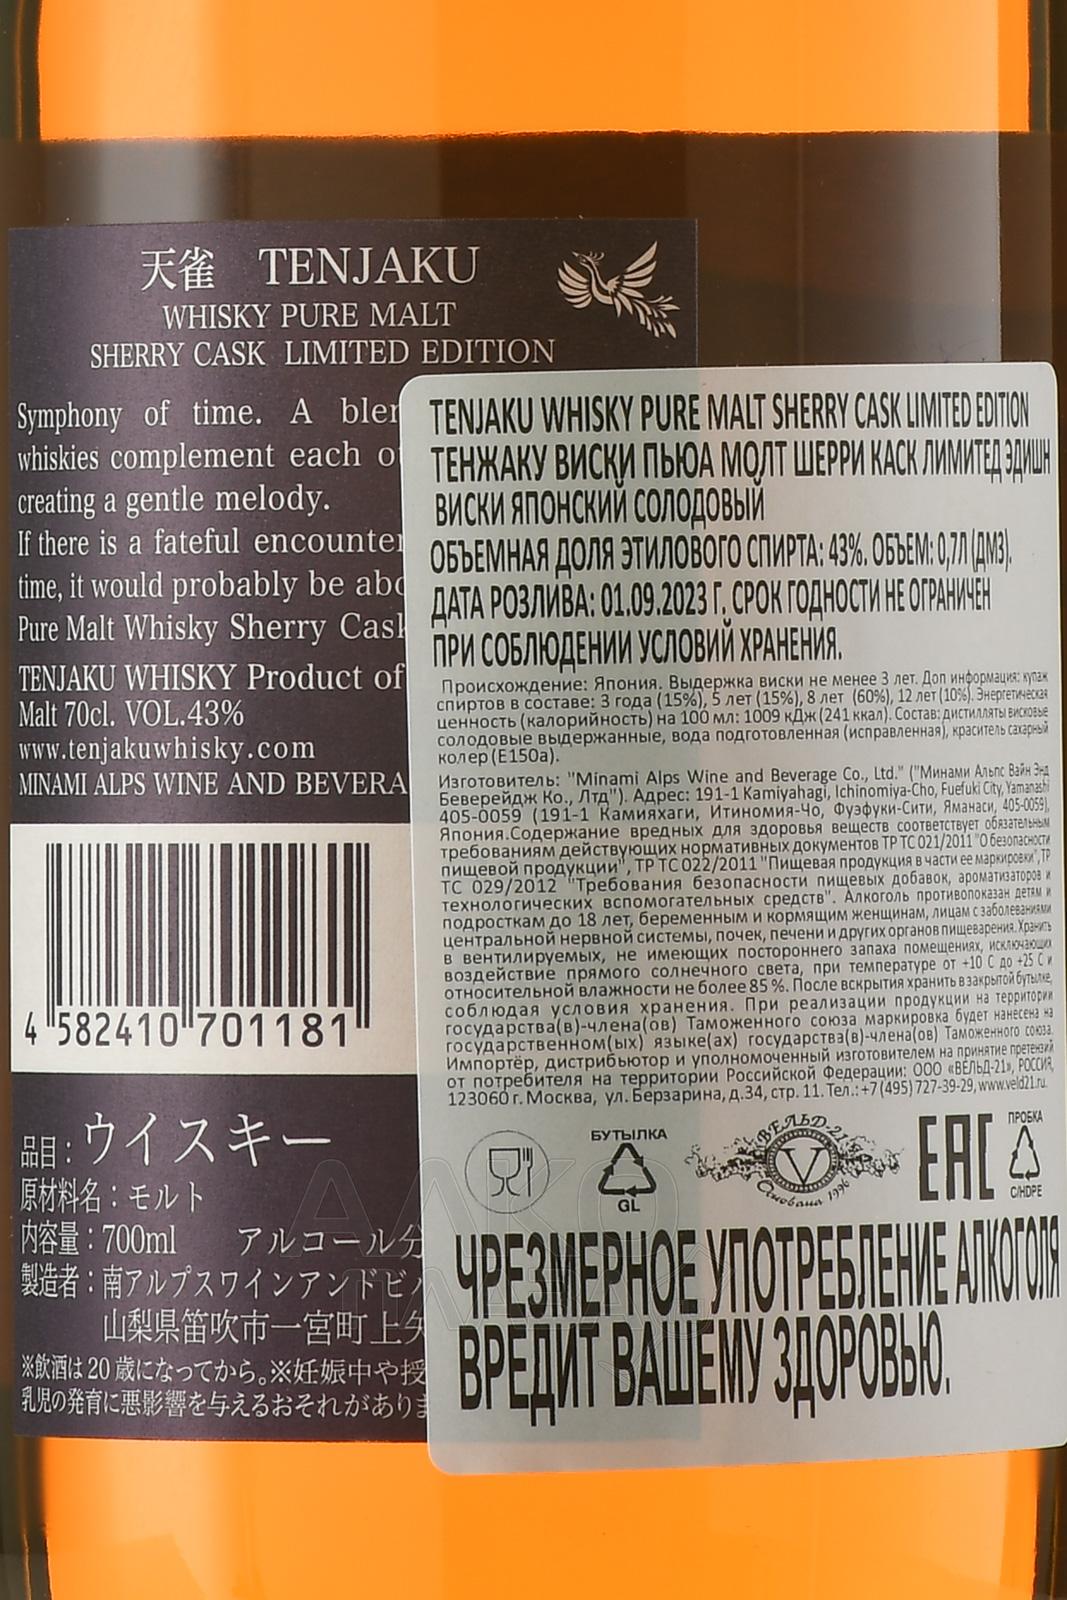 天雀 TENJAKU
WHISKY PURE MALT
SHERRY CASK LIMITED EDITION
Symphony of time. A
whiskies complement each
creating a gentle melody.
If there is a fateful
time, it would probably be
Pure Malt Whisky Sherry
TENJAKU WHISKY Product of
Malt 70cl. VOL.43%
www.tenjakuwhisky.com
MINAMI ALPS WINE AND
4 582410 701181
品目：ウイスキー
原材料名：モルト
内容量：700ml アルコール分
製造者：南アルプスワインアンドビ
山梨県笛吹市一宮町上矢
※飲酒は20歳になってから。※妊娠中や授
乳児の発育に悪影響を与えるおそれがありま
TENJAKU WHISKY PURE MALT SHERRY CASK LIMITED EDITION
ТЕНЖАКУ ВИСКИ ПЬЮА МОЛТ ШЕРРИ КАСК ЛИМИТЕД ЭДИШН
ВИСКИ ЯПОНСКИЙ СОЛОДОВЫЙ
ОБЪЕМНАЯ ДОЛЯ ЭТИЛОВОГО СПИРТА: 43%. ОБЪЕМ: 0,7Л (ДМ3).
ДАТА РОЗЛИВА: 01.09.2023 Г. СРОК ГОДНОСТИ НЕ ОГРАНИЧЕН
ПРИ СОБЛЮДЕНИИ УСЛОВИЙ ХРАНЕНИЯ.
Происхождение: Япония. Выдержка виски не менее 3 лет. Доп информация: купаж
спиртов в составе: 3 года (15%), 5 лет (15%), 8 лет (60%), 12 лет (10%). Энергетическая
ценность (калорийность) на 100 мл: 1009 кДж (241 ккал). Состав: дистилляты висковые
солодовые выдержанные, вода подготовленная (исправленная), краситель сахарный
колер (Е150а).
Изготовитель: "Minami Alps Wine and Beverage Co., Ltd." ("Минами Альпс Вайн Энд
Беверейдж Ко., Лтд"). Адрес: 191-1 Kamiyahagi, Ichinomiya-Cho, Fuefuki City, Yamanashi
405-0059 (191-1 Камияхаги, Итиномия-Чо, Фуэфуки-Сити, Яманаси, 405-0059),
Япония.Содержание вредных для здоровья веществ соответствует обязательным
требованиям действующих нормативных документов ТР ТС 021/2011 "О безопасности
пищевой продукции", ТР ТС 022/2011 "Пищевая продукция в части ее маркировки", ТР
ТС 029/2012 "Требования безопасности пищевых добавок, ароматизаторов и
технологических вспомогательных средств". Алкоголь противопоказан детям и
подросткам до 18 лет, беременным и кормящим женщинам, лицам с заболеваниями
центральной нервной системы, почек, печени и других органов пищеварения. Хранить
в вентилируемых, не имеющих постороннего запаха помещениях, исключающих
воздействие прямого солнечного света, при температуре от +10 С до +25 С и
относительной влажности не более 85 %. После вскрытия хранить в закрытой бутылке,
соблюдая условия хранения. При реализации продукции на территории
государства(в)-члена(ов) Таможенного союза маркировка будет нанесена на
государственном(ых) языке(ах) государства(в)-члена(ов) Таможенного союза.
Импортёр, дистрибьютор и уполномоченный изготовителем на принятие претензий
от потребителя на территории Российской Федерации: ООО «ВЕЛЬД-21», РОССИЯ,
123060 г. Москва, ул. Берзарина, д.34, стр. 11. Тел.: +7 (495) 727-39-29, www.veld21.ru.
БУТЫЛКА
GL
ВЕЛЬД-21
V
Основана 1996
ЕАС
ПРОБКА
C/HDPE
ЧРЕЗМЕРНОЕ УПОТРЕБЛЕНИЕ АЛКОГОЛЯ
ВРЕДИТ ВАШЕМУ ЗДОРОВЬЮ.